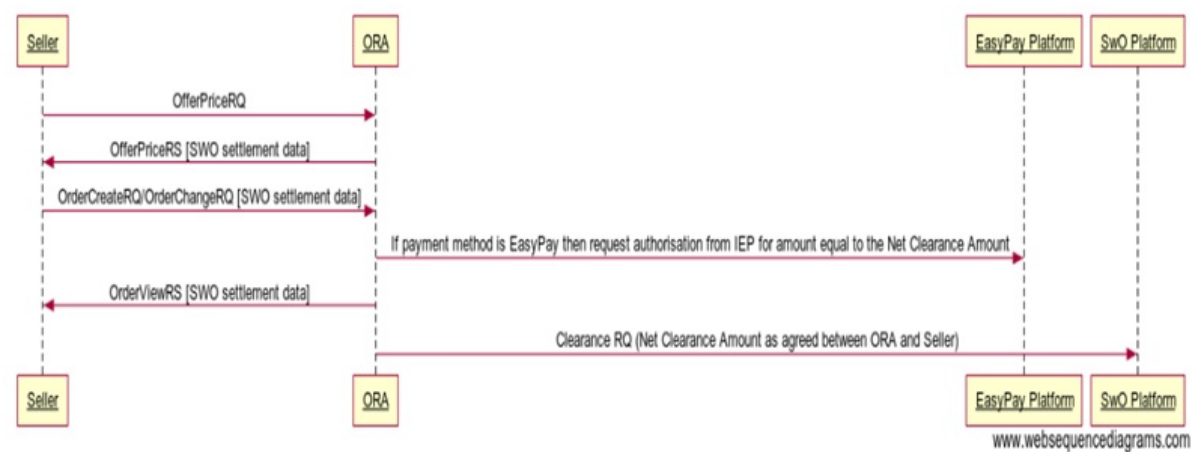 Seller
ORA
EasyPay Platform
SwO Platform
OfferPriceRQ
OfferPriceRS [SWO settlement data]
OrderCreateRQ/OrderChangeRQ [SWO settlement data]
If payment method is EasyPay then request authorisation from IEP for amount equal to the Net Clearance Amount
OrderViewRS [SWO settlement data]
Clearance RQ (Net Clearance Amount as agreed between ORA and Seller)
Seller
ORA
EasyPay Platform
SwO Platform
www.websequencediagrams.com